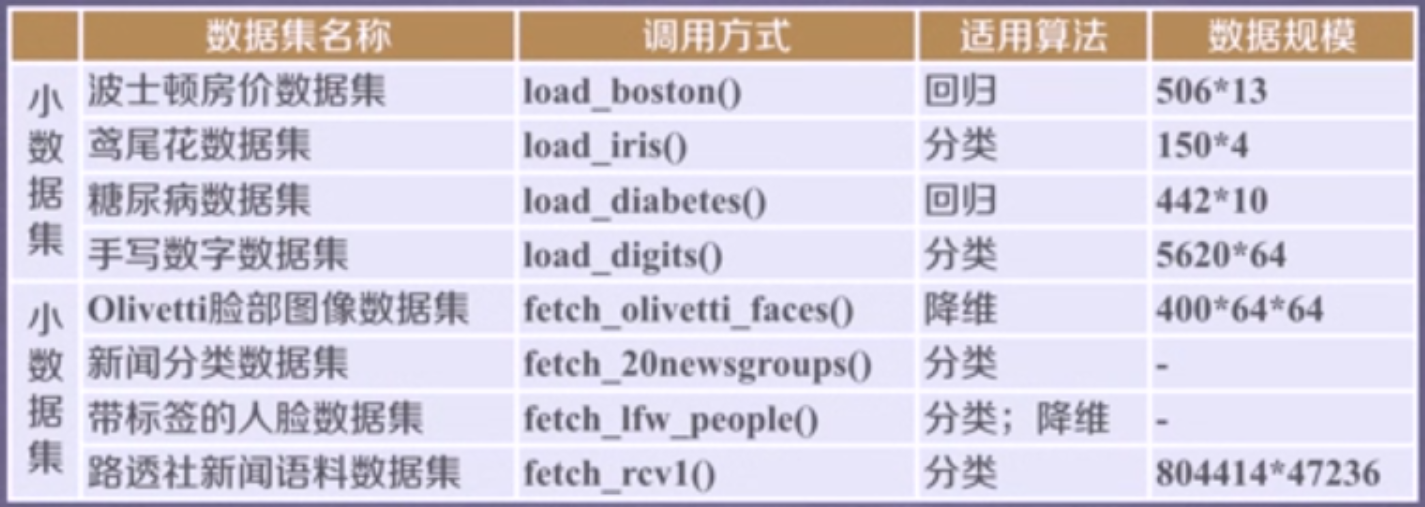 数据集名称 调用方式 适用算法 数据规模
小数据集
波士顿房价数据集 load_boston() 回归 506*13
鸢尾花数据集 load_iris() 分类 150*4
糖尿病数据集 load_diabetes() 回归 442*10
手写数字数据集 load_digits() 分类 5620*64
小数据集
Olivetti脸部图像数据集 fetch_olivetti_faces() 降维 400*64*64
新闻分类数据集 fetch_20newsgroups() 分类 -
带标签的人脸数据集 fetch_lfw_people() 分类；降维 -
路透社新闻语料数据集 fetch_rcv1() 分类 804414*47236